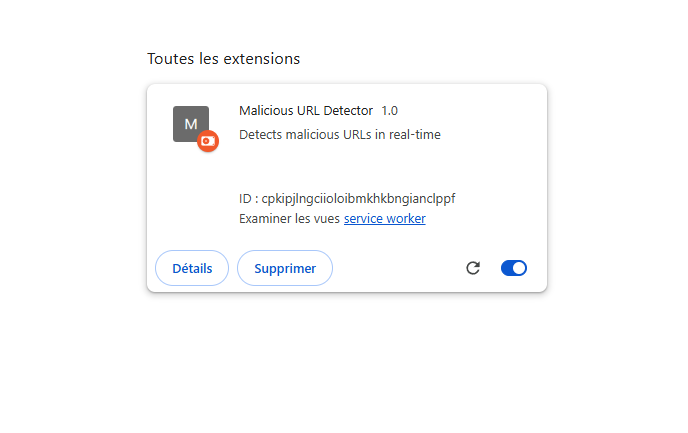 Toutes les extensions
M
Malicious URL Detector 1.0
Detects malicious URLs in real-time
ID : cpkipjlngciioloibmkhkbngianclppf
Examiner les vues service worker
Détails
Supprimer